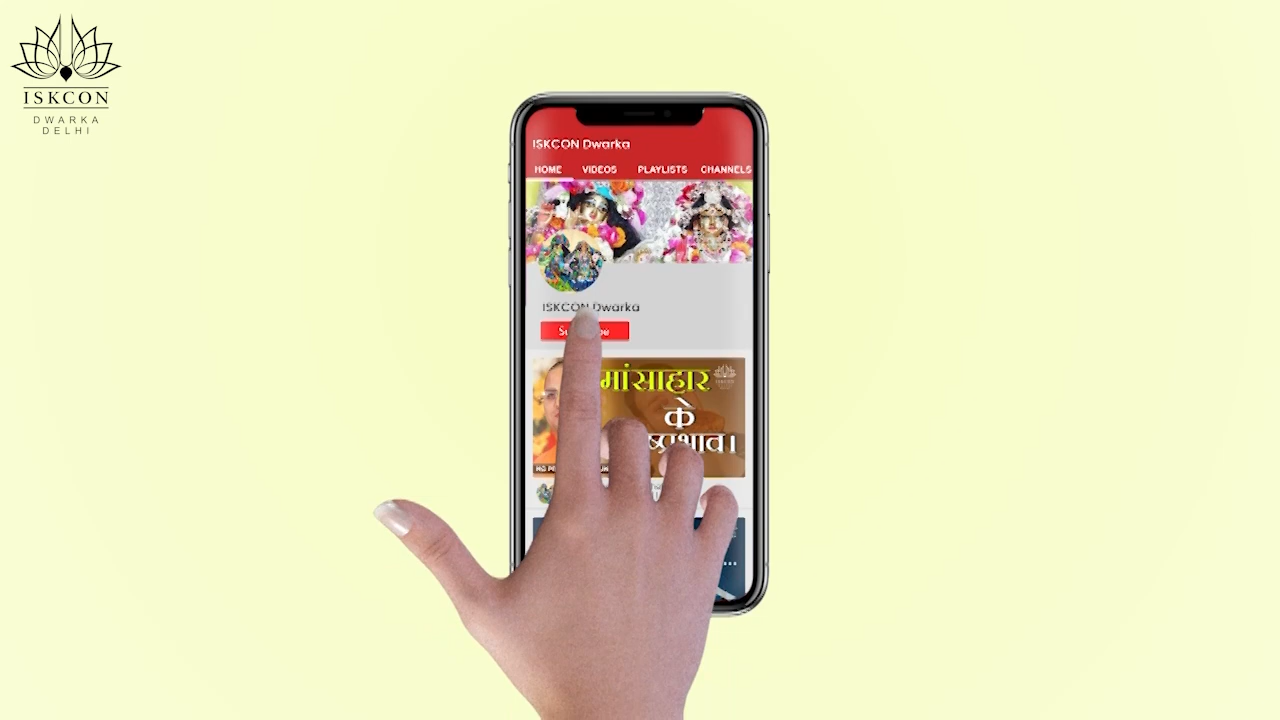 ISKCON
DWARKA
DELHI
ISKCON Dwarka
HOME VIDEOS PLAYLISTS CHANNELS
ISKCON Dwarka
मांसाहार
के